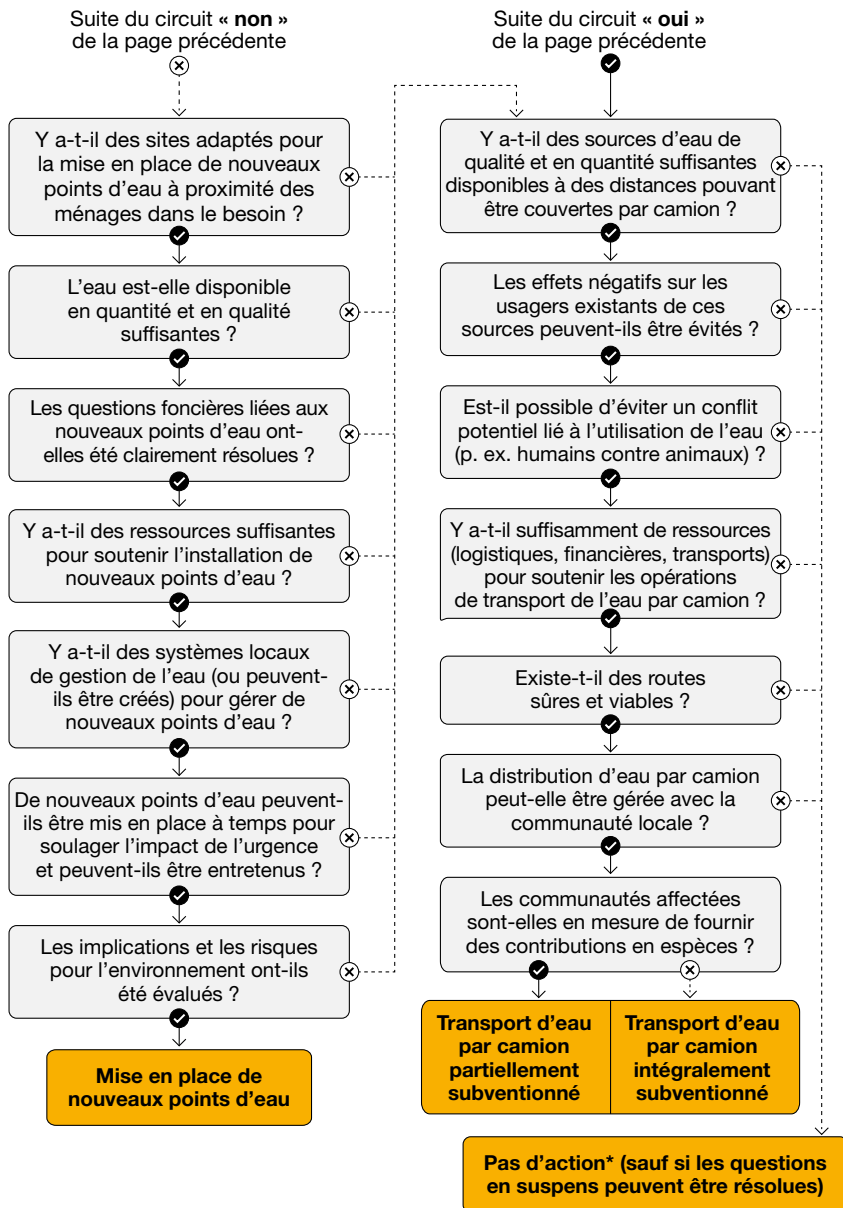 Suite du circuit « non »
de la page précédente
Y a-t-il des sites adaptés pour
la mise en place de nouveaux
points d'eau à proximité des
ménages dans le besoin ?
L'eau est-elle disponible
en quantité et en qualité
suffisantes ?
Les questions foncières liées aux
nouveaux points d'eau ont-
elles été clairement résolues ?
Y a-t-il des ressources suffisantes
pour soutenir l'installation de
nouveaux points d'eau ?
Y a-t-il des systèmes locaux
de gestion de l'eau (ou peuvent-
ils être créés) pour gérer de
nouveaux points d'eau ?
De nouveaux points d'eau peuvent-
ils être mis en place à temps pour
soulager l'impact de l'urgence
et peuvent-ils être entretenus ?
Les implications et les risques
pour l'environnement ont-ils
été évalués ?
Mise en place de
nouveaux points d'eau
Suite du circuit « oui »
de la page précédente
Y a-t-il des sources d'eau de
qualité et en quantité suffisantes
disponibles à des distances pouvant
être couvertes par camion ?
Les effets négatifs sur les
usagers existants de ces
sources peuvent-ils être évités ?
Est-il possible d'éviter un conflit
potentiel lié à l'utilisation de l'eau
(p. ex. humains contre animaux) ?
Y a-t-il suffisamment de ressources
(logistiques, financières, transports)
pour soutenir les opérations
de transport de l'eau par camion ?
Existe-t-il des routes
sûres et viables ?
La distribution d'eau par camion
peut-elle être gérée avec la
communauté locale ?
Les communautés affectées
sont-elles en mesure de fournir
des contributions en espèces ?
Transport d'eau
par camion
partiellement
subventionné
Transport d'eau
par camion
intégralement
subventionné
Pas d'action* (sauf si les questions
en suspens peuvent être résolues)